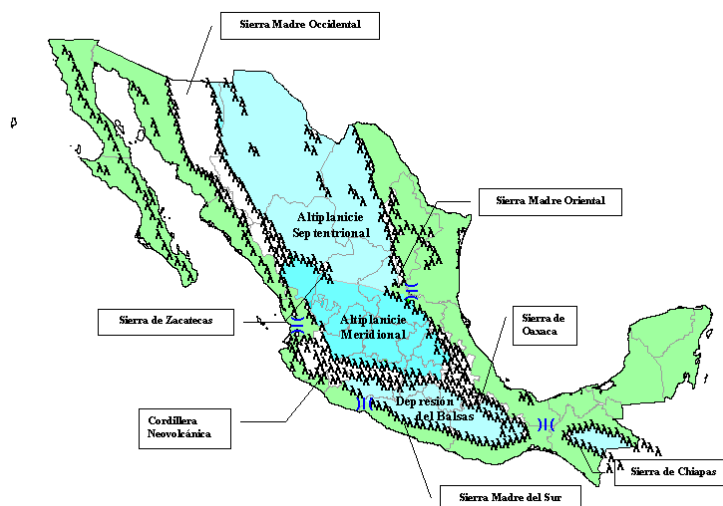 Sierra Madre Occidental
Sierra Madre Oriental
Altiplanicie
Septentrional
Sierra de Zacatecas
Altiplanicie
Meridional
Sierra de
Oaxaca
Depresión
del Balsas
Cordillera
Neovolcánica
Sierra de Chiapas
Sierra Madre del Sur